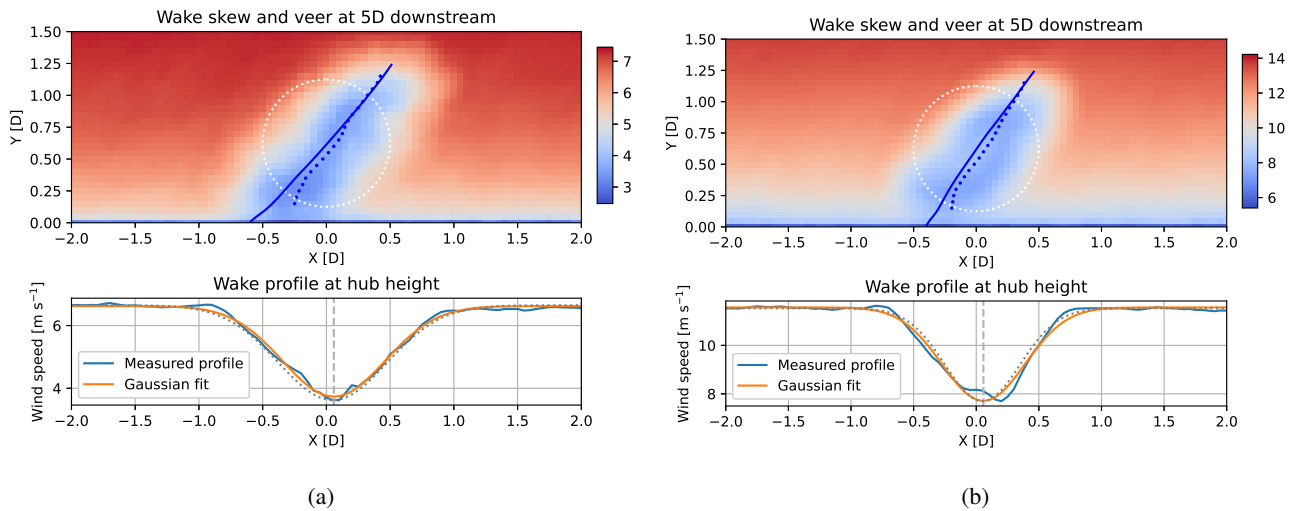 Wake skew and veer at 5D downstream
1.50
1.25
1.00
0.75
0.50
0.25
0.00
Y [D]
7
6
5
4
3
−2.0 −1.5 −1.0 −0.5 0.0 0.5 1.0 1.5 2.0
X [D]
Wake profile at hub height
Wind speed [m s⁻¹]
6
4
Measured profile
Gaussian fit
−2.0 −1.5 −1.0 −0.5 0.0 0.5 1.0 1.5 2.0
X [D]
(a)
Wake skew and veer at 5D downstream
1.50
1.25
1.00
0.75
0.50
0.25
0.00
Y [D]
14
12
10
8
6
−2.0 −1.5 −1.0 −0.5 0.0 0.5 1.0 1.5 2.0
X [D]
Wake profile at hub height
Wind speed [m s⁻¹]
10
8
Measured profile
Gaussian fit
−2.0 −1.5 −1.0 −0.5 0.0 0.5 1.0 1.5 2.0
X [D]
(b)